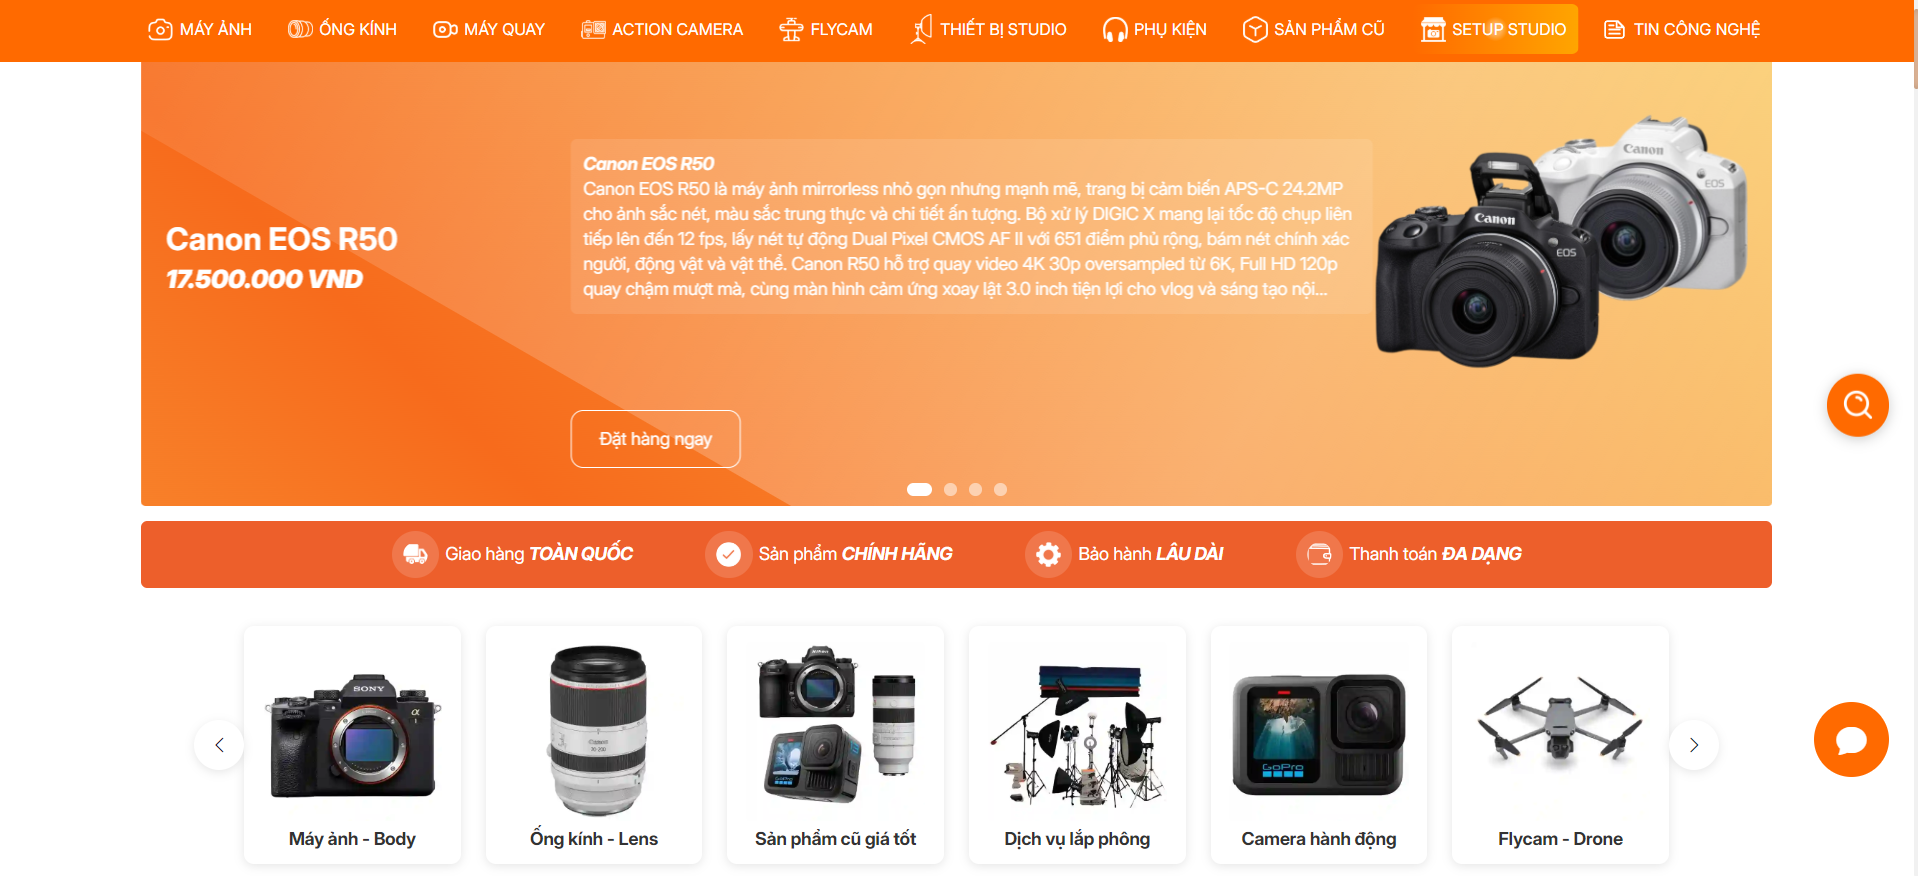 MÁY ẢNH
ỐNG KÍNH
MÁY QUAY
ACTION CAMERA
FLYCAM
THIẾT BỊ STUDIO
PHỤ KIỆN
SẢN PHẨM CŨ
SETUP STUDIO
TIN CÔNG NGHỆ
Canon EOS R50
17.500.000 VND
Canon EOS R50
Canon EOS R50 là máy ảnh mirrorless nhỏ gọn nhưng mạnh mẽ, trang bị cảm biến APS-C 24.2MP
cho ảnh sắc nét, màu sắc trung thực và chi tiết ấn tượng. Bộ xử lý DIGIC X mang lại tốc độ chụp liên
tiếp lên đến 12 fps, lấy nét tự động Dual Pixel CMOS AF II với 651 điểm phủ rộng, bám nét chính xác
người, động vật và vật thể. Canon R50 hỗ trợ quay video 4K 30p oversampled từ 6K, Full HD 120p
quay chậm mượt mà, cùng màn hình cảm ứng xoay lật 3.0 inch tiện lợi cho vlog và sáng tạo nội...
Canon
EOS
Canon
EOS
Đặt hàng ngay
Giao hàng TOÀN QUỐC
Sản phẩm CHÍNH HÃNG
Bảo hành LÂU DÀI
Thanh toán ĐA DẠNG
SONY
α
Canon
Nikon
GoPro
GoPro
Máy ảnh - Body
Ống kính - Lens
Sản phẩm cũ giá tốt
Dịch vụ lắp phông
Camera hành động
Flycam - Drone